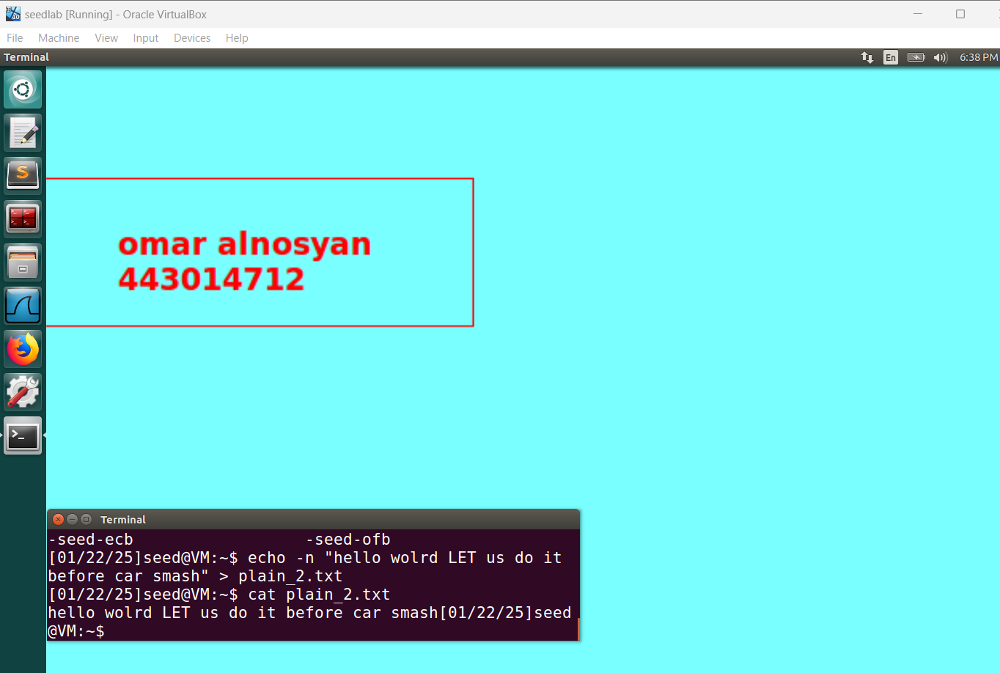 seedlab [Running] - Oracle VirtualBox
File Machine View Input Devices Help
Terminal En 6:38 PM
omar alnosyan
443014712
Terminal
-seed-ecb -seed-ofb
[01/22/25]seed@VM:~$ echo -n "hello wolrd LET us do it
before car smash" > plain_2.txt
[01/22/25]seed@VM:~$ cat plain_2.txt
hello wolrd LET us do it before car smash[01/22/25]seed
@VM:~$